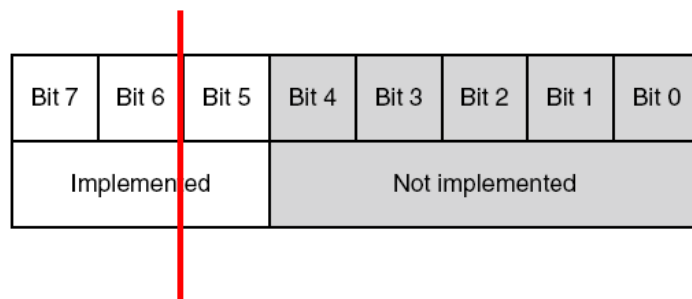 Bit 7 Bit 6 Bit 5 Bit 4 Bit 3 Bit 2 Bit 1 Bit 0
Implemented Not implemented